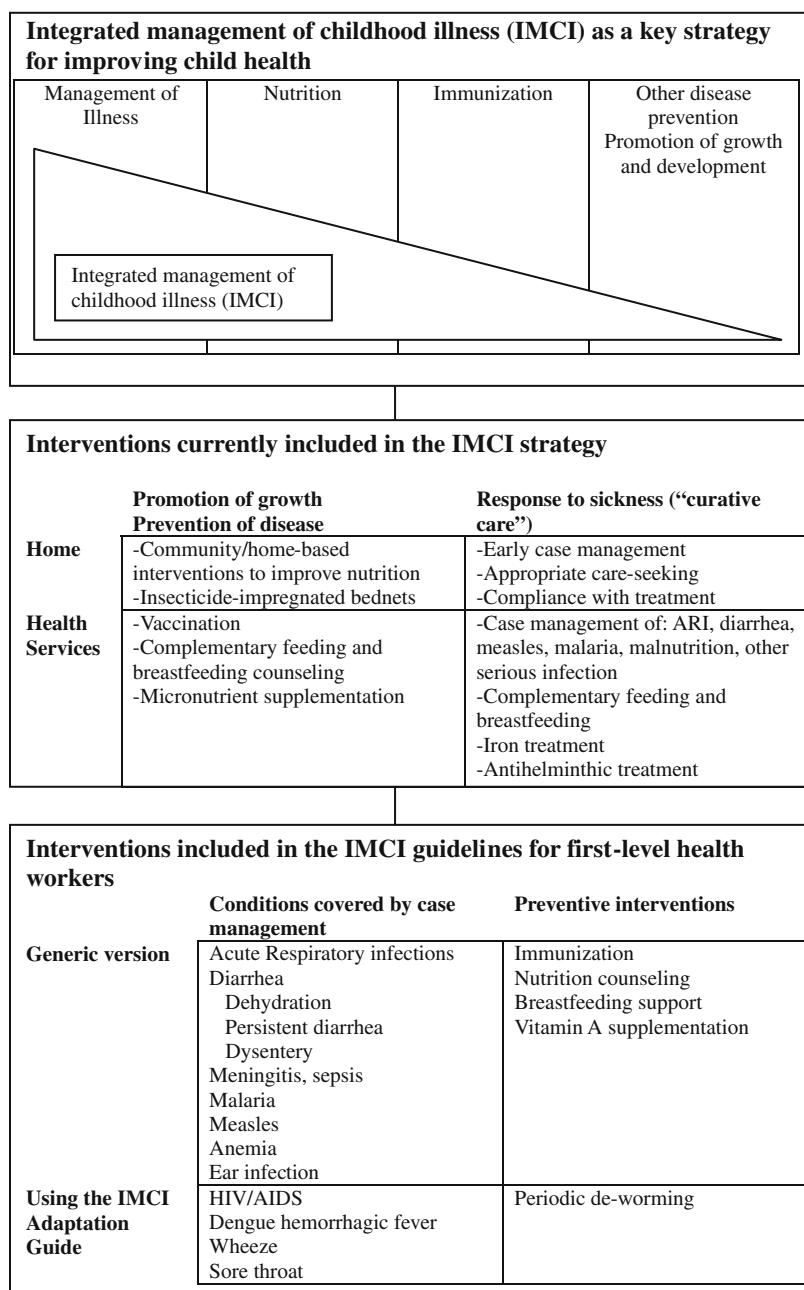 Integrated management of childhood illness (IMCI) as a key strategy
for improving child health
Management of
Illness
Nutrition
Immunization
Other disease
prevention
Promotion of growth
and development
Integrated management of
childhood illness (IMCI)
Interventions currently included in the IMCI strategy
Promotion of growth
Prevention of disease
Response to sickness (“curative
care”)
Home
-Community/home-based
interventions to improve nutrition
-Insecticide-impregnated bednets
-Early case management
-Appropriate care-seeking
-Compliance with treatment
Health
Services
-Vaccination
-Complementary feeding and
breastfeeding counseling
-Micronutrient supplementation
-Case management of: ARI, diarrhea,
measles, malaria, malnutrition, other
serious infection
-Complementary feeding and
breastfeeding
-Iron treatment
-Antihelminthic treatment
Interventions included in the IMCI guidelines for first-level health
workers
Conditions covered by case
management
Preventive interventions
Generic version
Acute Respiratory infections
Diarrhea
Dehydration
Persistent diarrhea
Dysentery
Meningitis, sepsis
Malaria
Measles
Anemia
Ear infection
Immunization
Nutrition counseling
Breastfeeding support
Vitamin A supplementation
Using the IMCI
Adaptation
Guide
HIV/AIDS
Dengue hemorrhagic fever
Wheeze
Sore throat
Periodic de-worming